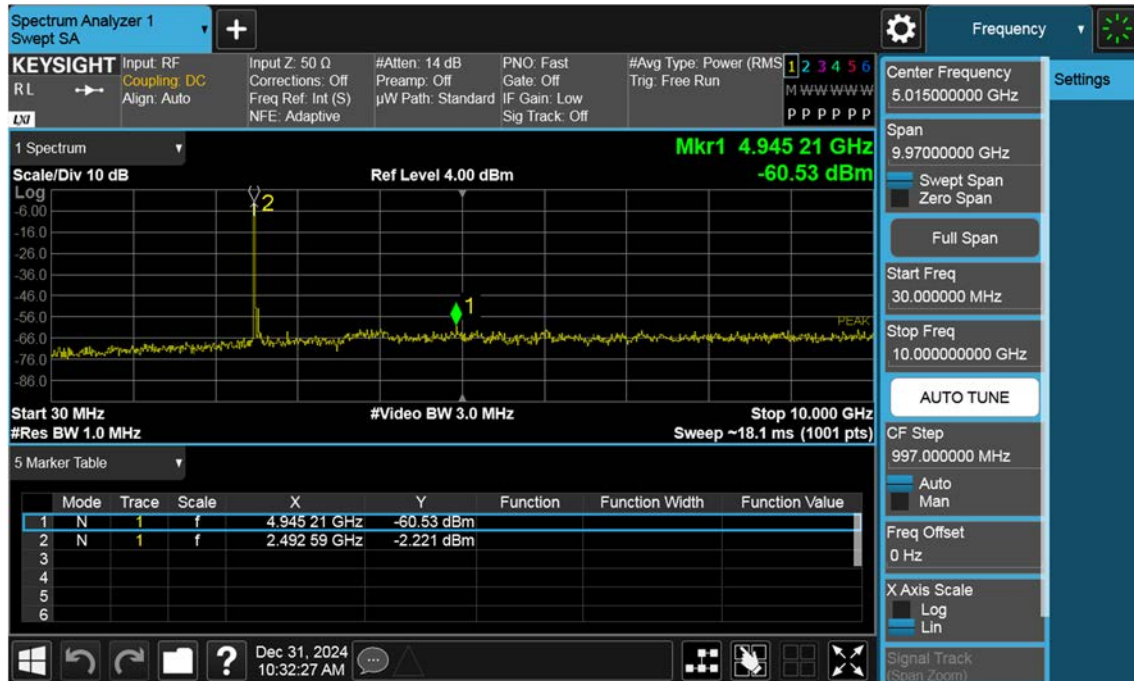 Spectrum Analyzer 1
Swept SA
+
Frequency
KEYSIGHT
RL
LXI
Input: RF
Coupling: DC
Align: Auto
Input Z: 50 Ω
Corrections: Off
Freq Ref: Int (S)
NFE: Adaptive
#Atten: 14 dB
Preamp: Off
µW Path: Standard
PNO: Fast
Gate: Off
IF Gain: Low
Sig Track: Off
#Avg Type: Power (RMS
Trig: Free Run
1 2 3 4 5 6
M W W W W W
P P P P P P
Center Frequency
5.015000000 GHz
Settings
1 Spectrum
Mkr1 4.945 21 GHz
-60.53 dBm
Scale/Div 10 dB
Ref Level 4.00 dBm
Log
-6.00
-16.0
-26.0
-36.0
-46.0
-56.0
-66.0
-76.0
-86.0
2
1
PEAK
Start 30 MHz
#Video BW 3.0 MHz
Stop 10.000 GHz
#Res BW 1.0 MHz
Sweep ~18.1 ms (1001 pts)
Span
9.97000000 GHz
Swept Span
Zero Span
Full Span
Start Freq
30.000000 MHz
Stop Freq
10.000000000 GHz
AUTO TUNE
CF Step
997.000000 MHz
Auto
Man
Freq Offset
0 Hz
X Axis Scale
Log
Lin
Signal Track
(Span Zoom)
5 Marker Table
Mode Trace Scale X Y Function Function Width Function Value
1 N 1 f 4.945 21 GHz -60.53 dBm
2 N 1 f 2.492 59 GHz -2.221 dBm
3
4
5
6
?
Dec 31, 2024
10:32:27 AM